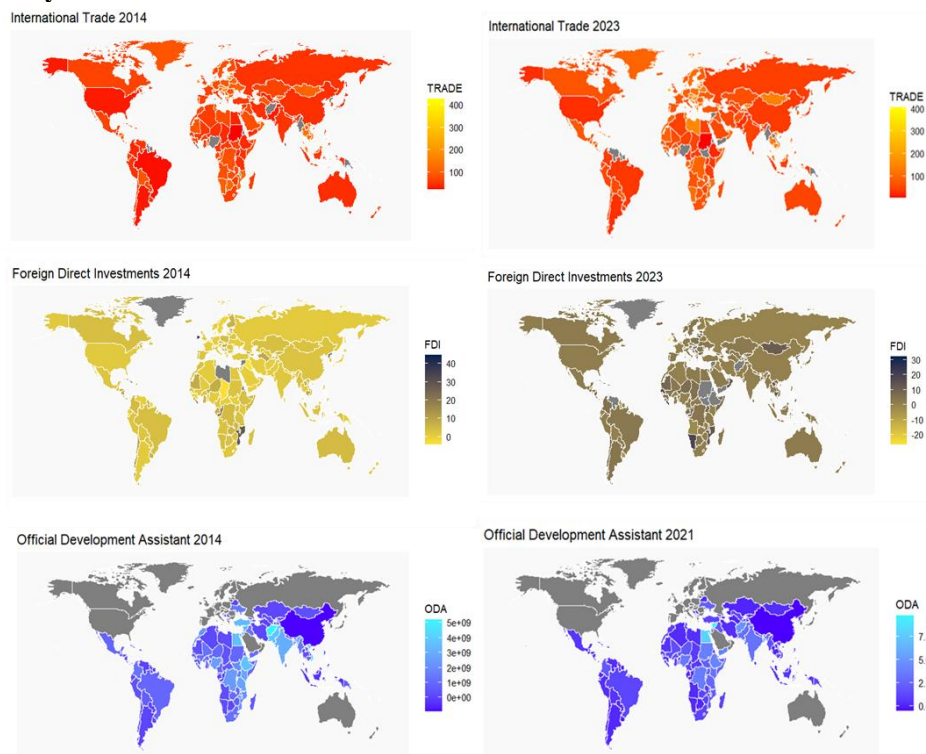 International Trade 2014
TRADE
400
300
200
100
International Trade 2023
TRADE
400
300
200
100
Foreign Direct Investments 2014
FDI
40
30
20
10
0
Foreign Direct Investments 2023
FDI
30
20
10
0
-10
-20
Official Development Assistant 2014
ODA
5e+09
4e+09
3e+09
2e+09
1e+09
0e+00
Official Development Assistant 2021
ODA